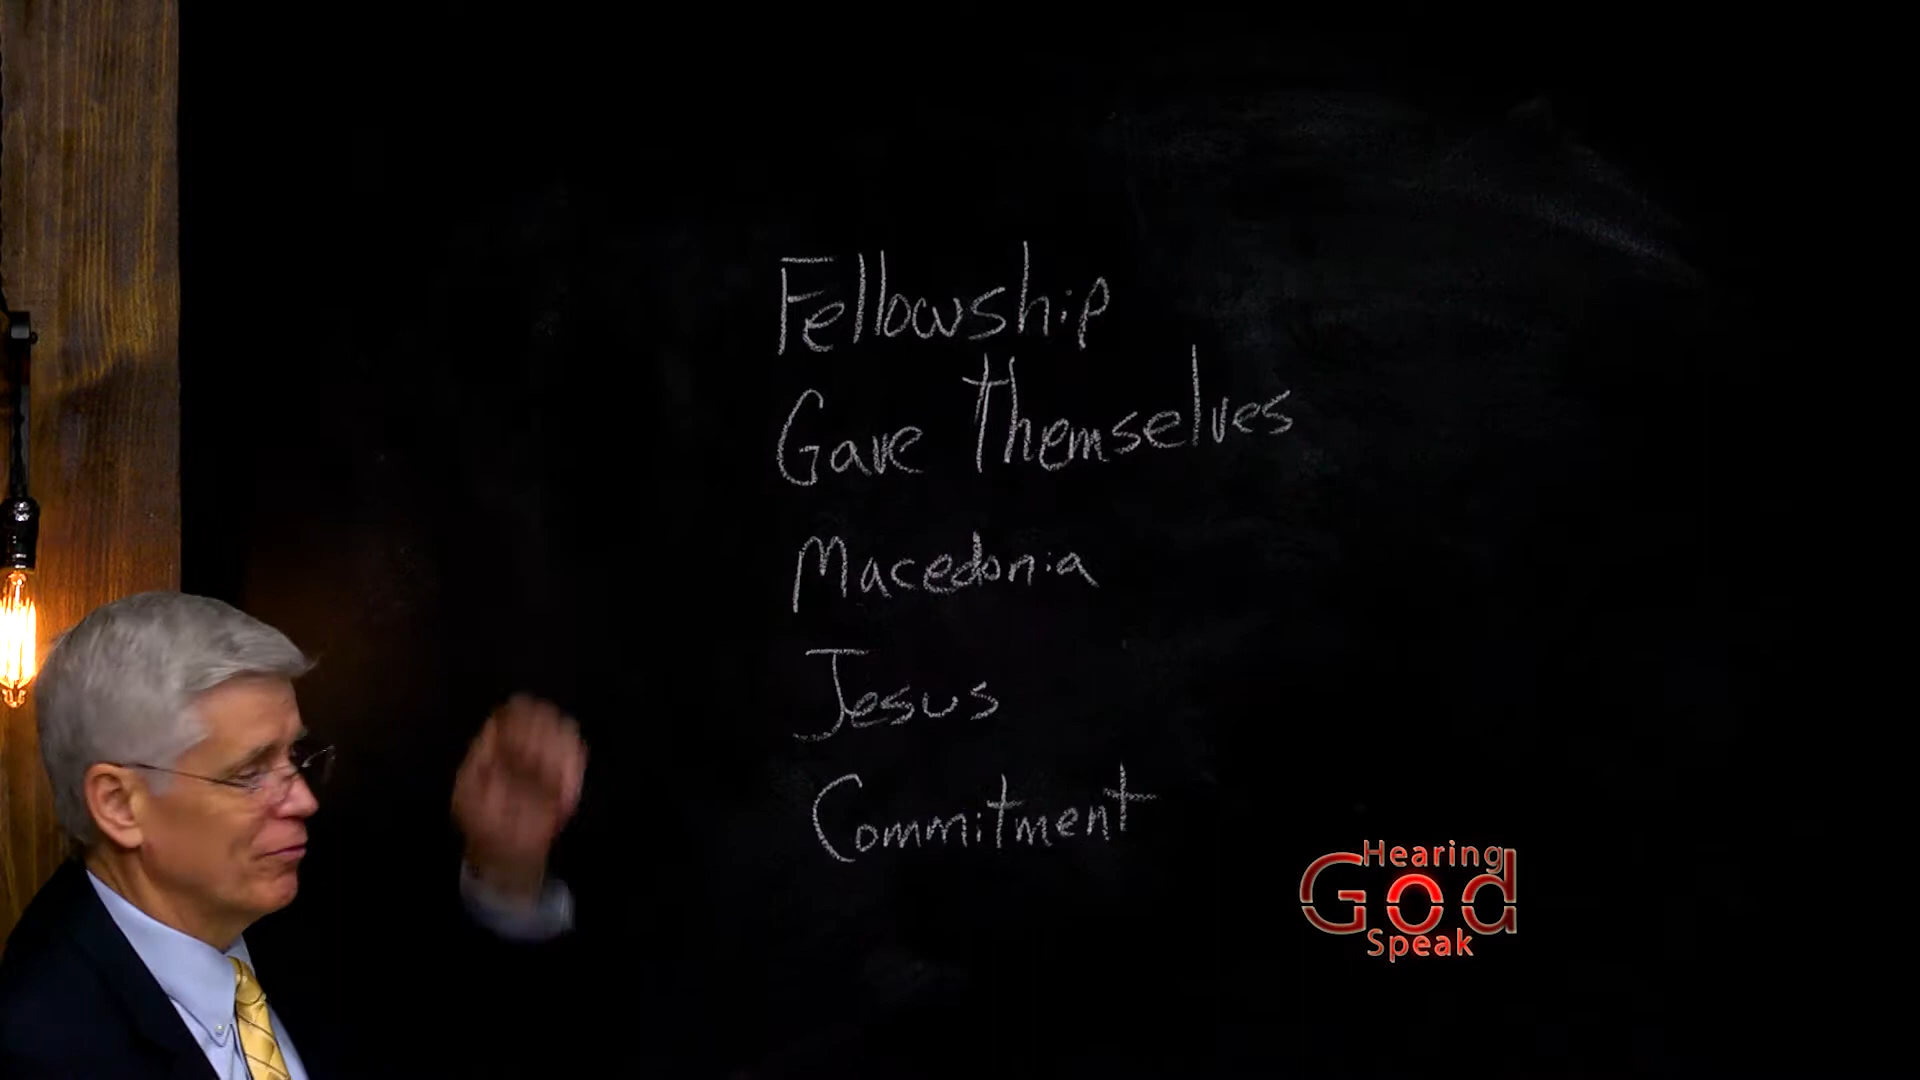 Fellowship
Gave Themselves
Macedonia
Jesus
Commitment
Hearing
God
Speak